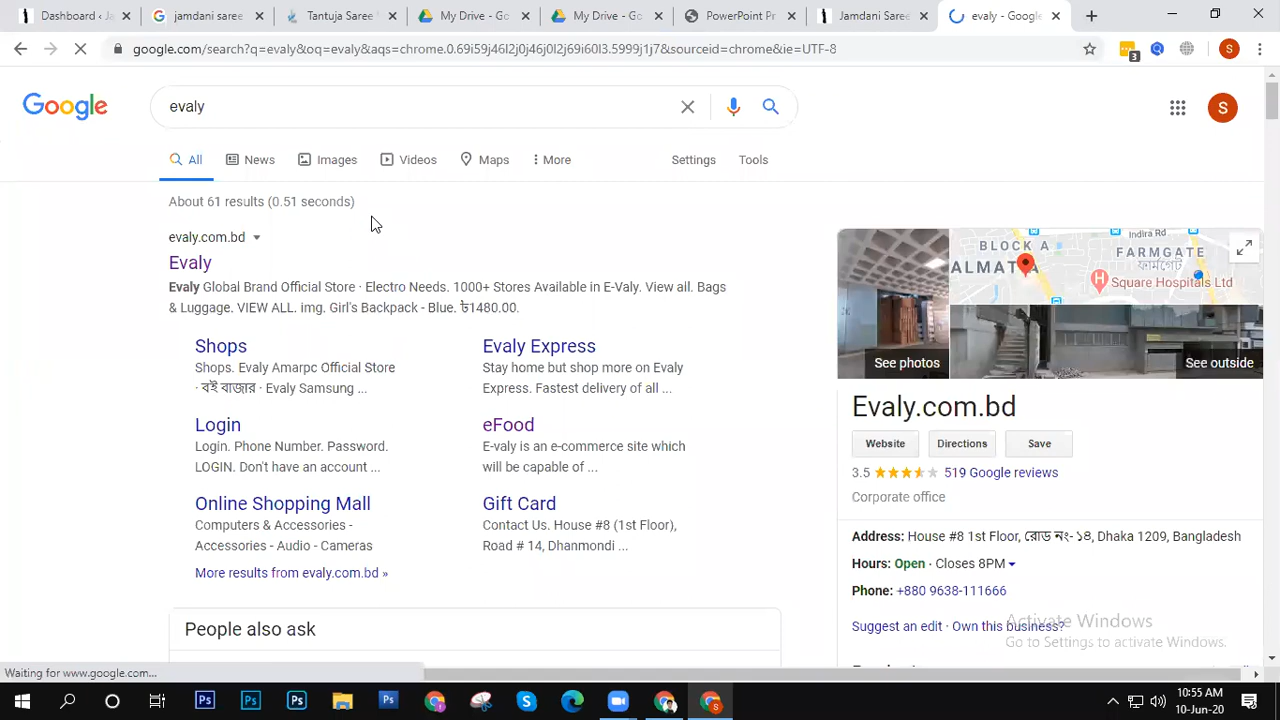 Dashboard ‹ Ja
jamdani saree
Tantuja Saree
My Drive - Go
My Drive - Go
PowerPoint Pr
Jamdani Saree
evaly - Google
google.com/search?q=evaly&oq=evaly&aqs=chrome.0.69i59j46l2j0j46j0l2j69i60l3.5999j1j7&sourceid=chrome&ie=UTF-8
3
S
Google
evaly
S
All
News
Images
Videos
Maps
More
Settings
Tools
About 61 results (0.51 seconds)
evaly.com.bd
Evaly
Evaly Global Brand Official Store · Electro Needs. 1000+ Stores Available in E-Valy. View all. Bags
& Luggage. VIEW ALL. img. Girl's Backpack - Blue. ৳1480.00.
Shops
Shops. Evaly Amarpc Official Store
· বই বাজার · Evaly Samsung ...
Evaly Express
Stay home but shop more on Evaly
Express. Fastest delivery of all ...
Login
Login. Phone Number. Password.
LOGIN. Don't have an account ...
eFood
E-valy is an e-commerce site which
will be capable of ...
Online Shopping Mall
Computers & Accessories -
Accessories - Audio - Cameras
Gift Card
Contact Us. House #8 (1st Floor),
Road # 14, Dhanmondi ...
More results from evaly.com.bd »
People also ask
Indira Rd
BLOCK A
FARMGATE
ফার্মগেট
ALMAT
A
H
Square Hospitals Ltd
See photos
See outside
Evaly.com.bd
Website
Directions
Save
3.5
519 Google reviews
Corporate office
Address: House #8 1st Floor, রোড নং- ১৪, Dhaka 1209, Bangladesh
Hours: Open · Closes 8PM
Phone: +880 9638-111666
Suggest an edit · Own this business?
Activate Windows
Go to Settings to activate Windows.
Waiting for www.google.com...
Ps
Ps
Ps
Ps
S
10:55 AM
10-Jun-20